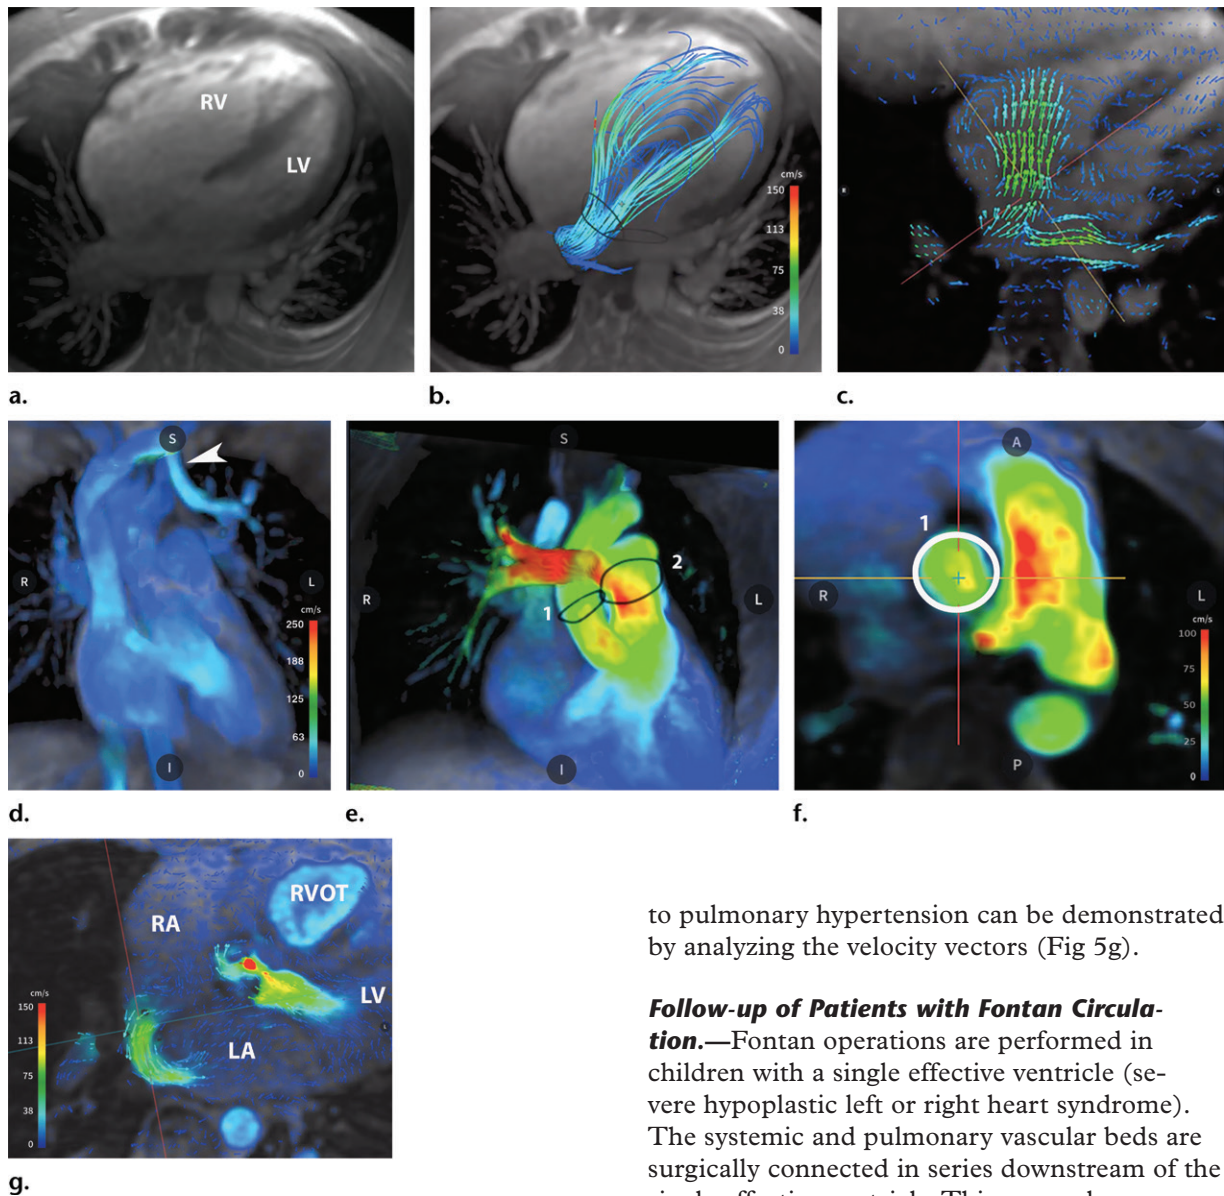 RV
LV
a.
cm/s
150
113
75
38
0
b.
R
L
c.
S
R
L
cm/s
250
188
125
63
0
I
d.
S
R
L
1
2
I
e.
A
1
R
L
cm/s
100
75
50
25
0
P
f.
RVOT
RA
LV
L
LA
cm/s
150
113
75
38
0
g.
to pulmonary hypertension can be demonstrated
by analyzing the velocity vectors (Fig 5g).
Follow-up of Patients with Fontan Circula-
tion.—Fontan operations are performed in
children with a single effective ventricle (se-
vere hypoplastic left or right heart syndrome).
The systemic and pulmonary vascular beds are
surgically connected in series downstream of the